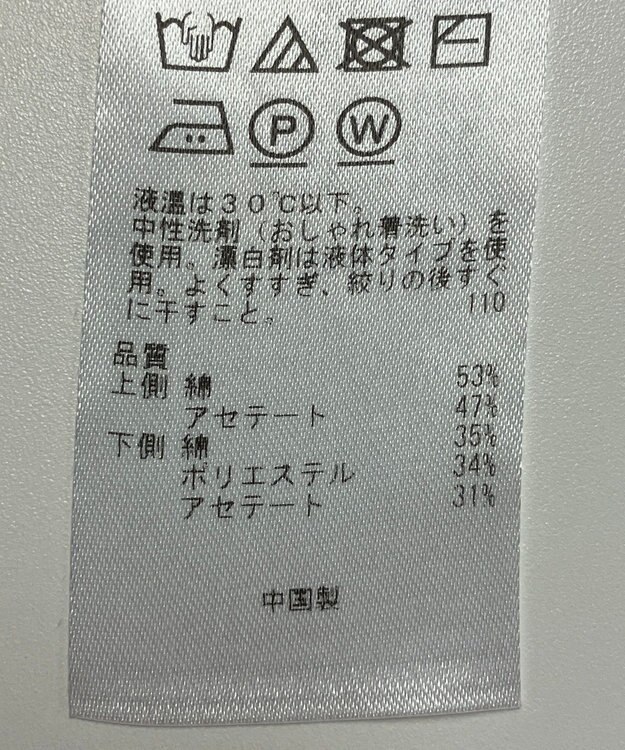 P W
液温は30℃以下。
中性洗剤(おしゃれ着洗い)を
使用。漂白剤は液体タイプを使
用。よくすすぎ、絞りの後すぐ
に干すこと。 110
品質
上側 綿 53%
アセテート 47%
下側 綿 35%
ポリエステル 34%
アセテート 31%
中国製